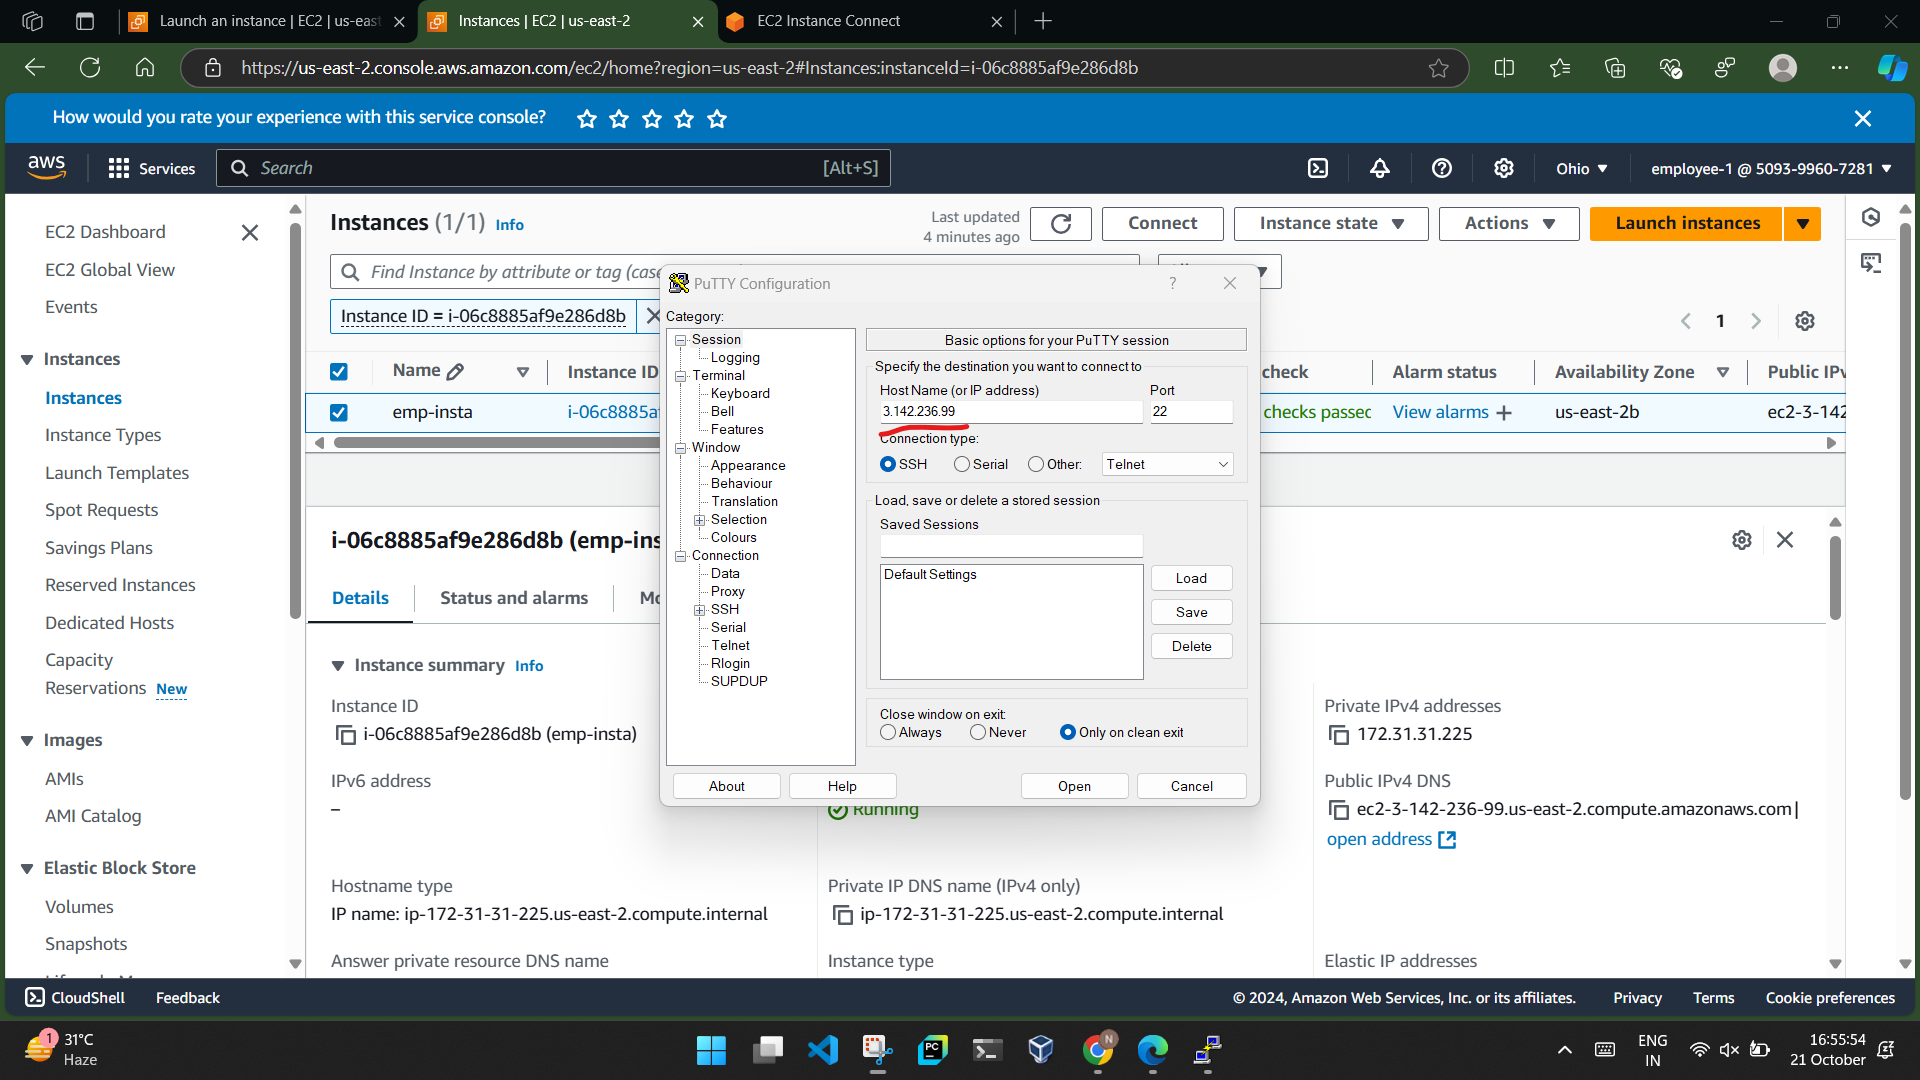 Launch an instance | EC2 | us-east
Instances | EC2 | us-east-2
EC2 Instance Connect
https://us-east-2.console.aws.amazon.com/ec2/home?region=us-east-2#Instances:instanceId=i-06c8885af9e286d8b
How would you rate your experience with this service console?
aws
Services
Search
[Alt+S]
Ohio
employee-1 @ 5093-9960-7281
EC2 Dashboard
EC2 Global View
Events
Instances
Instances
Instance Types
Launch Templates
Spot Requests
Savings Plans
Reserved Instances
Dedicated Hosts
Capacity
Reservations New
Images
AMIs
AMI Catalog
Elastic Block Store
Volumes
Snapshots
Instances (1/1) Info
Last updated
4 minutes ago
Connect
Instance state
Actions
Launch instances
Find Instance by attribute or tag (case
Instance ID = i-06c8885af9e286d8b
1
Name
Instance ID
check
Alarm status
Availability Zone
Public IPv
emp-insta
i-06c8885af
checks passed
View alarms +
us-east-2b
ec2-3-142
PuTTY Configuration
?
Category:
Session
Logging
Terminal
Keyboard
Bell
Features
Window
Appearance
Behaviour
Translation
Selection
Colours
Connection
Data
Proxy
SSH
Serial
Telnet
Rlogin
SUPDUP
Basic options for your PuTTY session
Specify the destination you want to connect to
Host Name (or IP address)
Port
3.142.236.99
22
Connection type:
SSH
Serial
Other:
Telnet
Load, save or delete a stored session
Saved Sessions
Default Settings
Load
Save
Delete
Close window on exit:
Always
Never
Only on clean exit
About
Help
Open
Cancel
i-06c8885af9e286d8b (emp-ins
Details
Status and alarms
Mo
Instance summary Info
Instance ID
i-06c8885af9e286d8b (emp-insta)
Private IPv4 addresses
172.31.31.225
IPv6 address
–
Running
Public IPv4 DNS
ec2-3-142-236-99.us-east-2.compute.amazonaws.com |
open address
Hostname type
IP name: ip-172-31-31-225.us-east-2.compute.internal
Private IP DNS name (IPv4 only)
ip-172-31-31-225.us-east-2.compute.internal
Answer private resource DNS name
Instance type
Elastic IP addresses
CloudShell
Feedback
© 2024, Amazon Web Services, Inc. or its affiliates.
Privacy
Terms
Cookie preferences
1
31°C
Haze
PC
N
ENG
IN
16:55:54
21 October